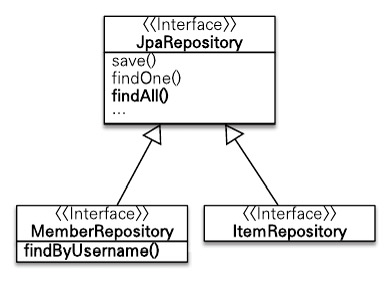 《Interface》
JpaRepository
save()
findOne()
findAll()
...
《Interface》
MemberRepository
findByUsername()
《Interface》
ItemRepository